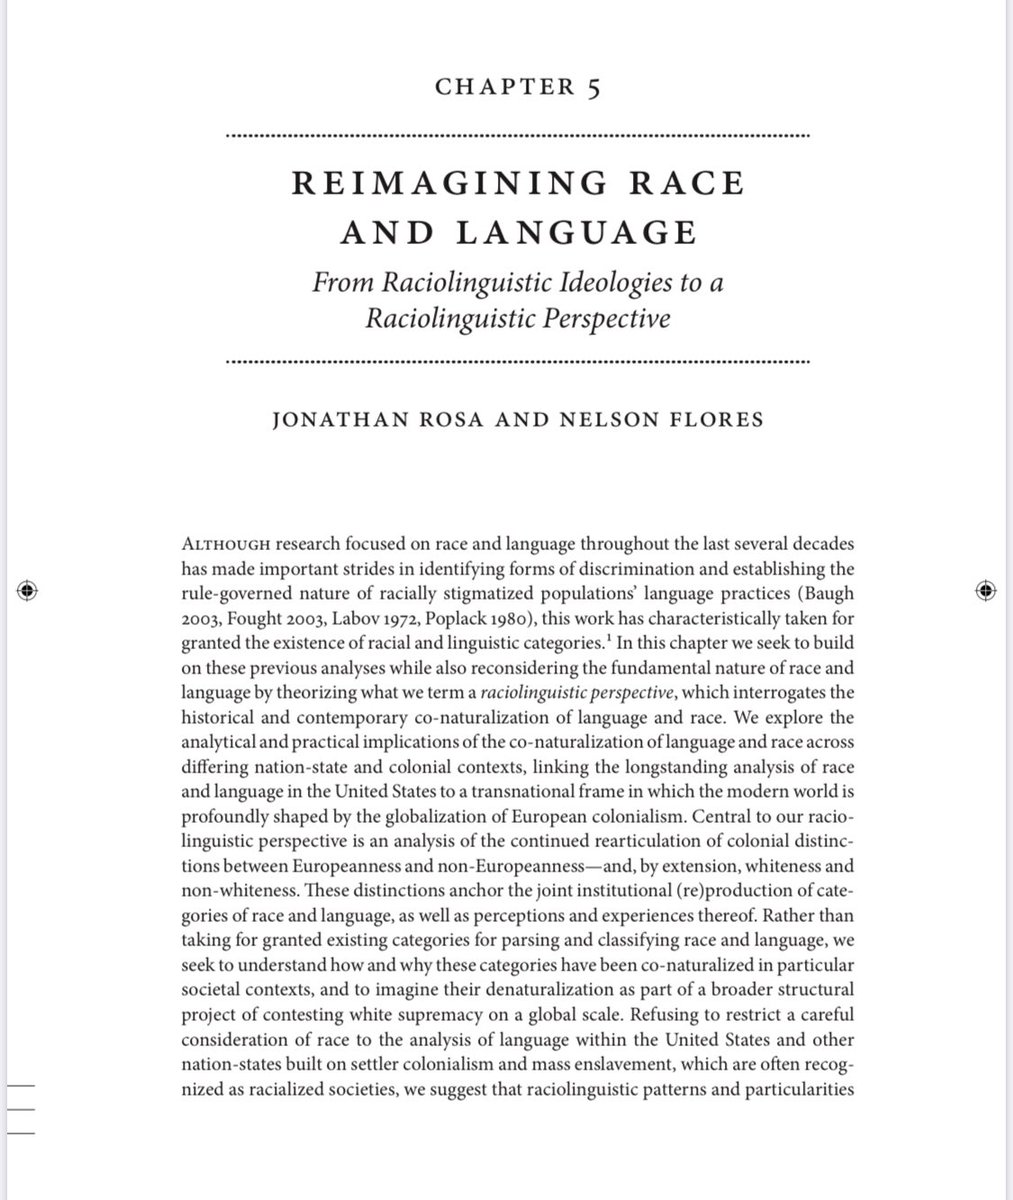 CHAPTER 5
REIMAGINING RACE
AND LANGUAGE
From Raciolinguistic Ideologies to a
Raciolinguistic Perspective
JONATHAN ROSA AND NELSON FLORES
ALTHOUGH research focused on race and language throughout the last several decades
has made important strides in identifying forms of discrimination and establishing the
rule-governed nature of racially stigmatized populations’ language practices (Baugh
2003, Fought 2003, Labov 1972, Poplack 1980), this work has characteristically taken for
granted the existence of racial and linguistic categories.¹ In this chapter we seek to build
on these previous analyses while also reconsidering the fundamental nature of race and
language by theorizing what we term a raciolinguistic perspective, which interrogates the
historical and contemporary co-naturalization of language and race. We explore the
analytical and practical implications of the co-naturalization of language and race across
differing nation-state and colonial contexts, linking the longstanding analysis of race
and language in the United States to a transnational frame in which the modern world is
profoundly shaped by the globalization of European colonialism. Central to our racio-
linguistic perspective is an analysis of the continued rearticulation of colonial distinc-
tions between Europeanness and non-Europeanness—and, by extension, whiteness and
non-whiteness. These distinctions anchor the joint institutional (re)production of cate-
gories of race and language, as well as perceptions and experiences thereof. Rather than
taking for granted existing categories for parsing and classifying race and language, we
seek to understand how and why these categories have been co-naturalized in particular
societal contexts, and to imagine their denaturalization as part of a broader structural
project of contesting white supremacy on a global scale. Refusing to restrict a careful
consideration of race to the analysis of language within the United States and other
nation-states built on settler colonialism and mass enslavement, which are often recog-
nized as racialized societies, we suggest that raciolinguistic patterns and particularities